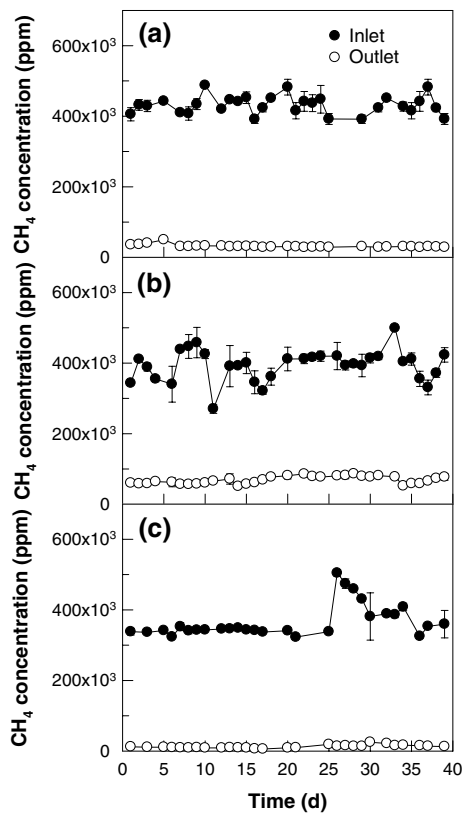 (a)
Inlet
Outlet
CH₄ concentration (ppm)
600x10³
400x10³
200x10³
0
(b)
CH₄ concentration (ppm)
600x10³
400x10³
200x10³
0
(c)
CH₄ concentration (ppm)
600x10³
400x10³
200x10³
0
0 5 10 15 20 25 30 35 40
Time (d)